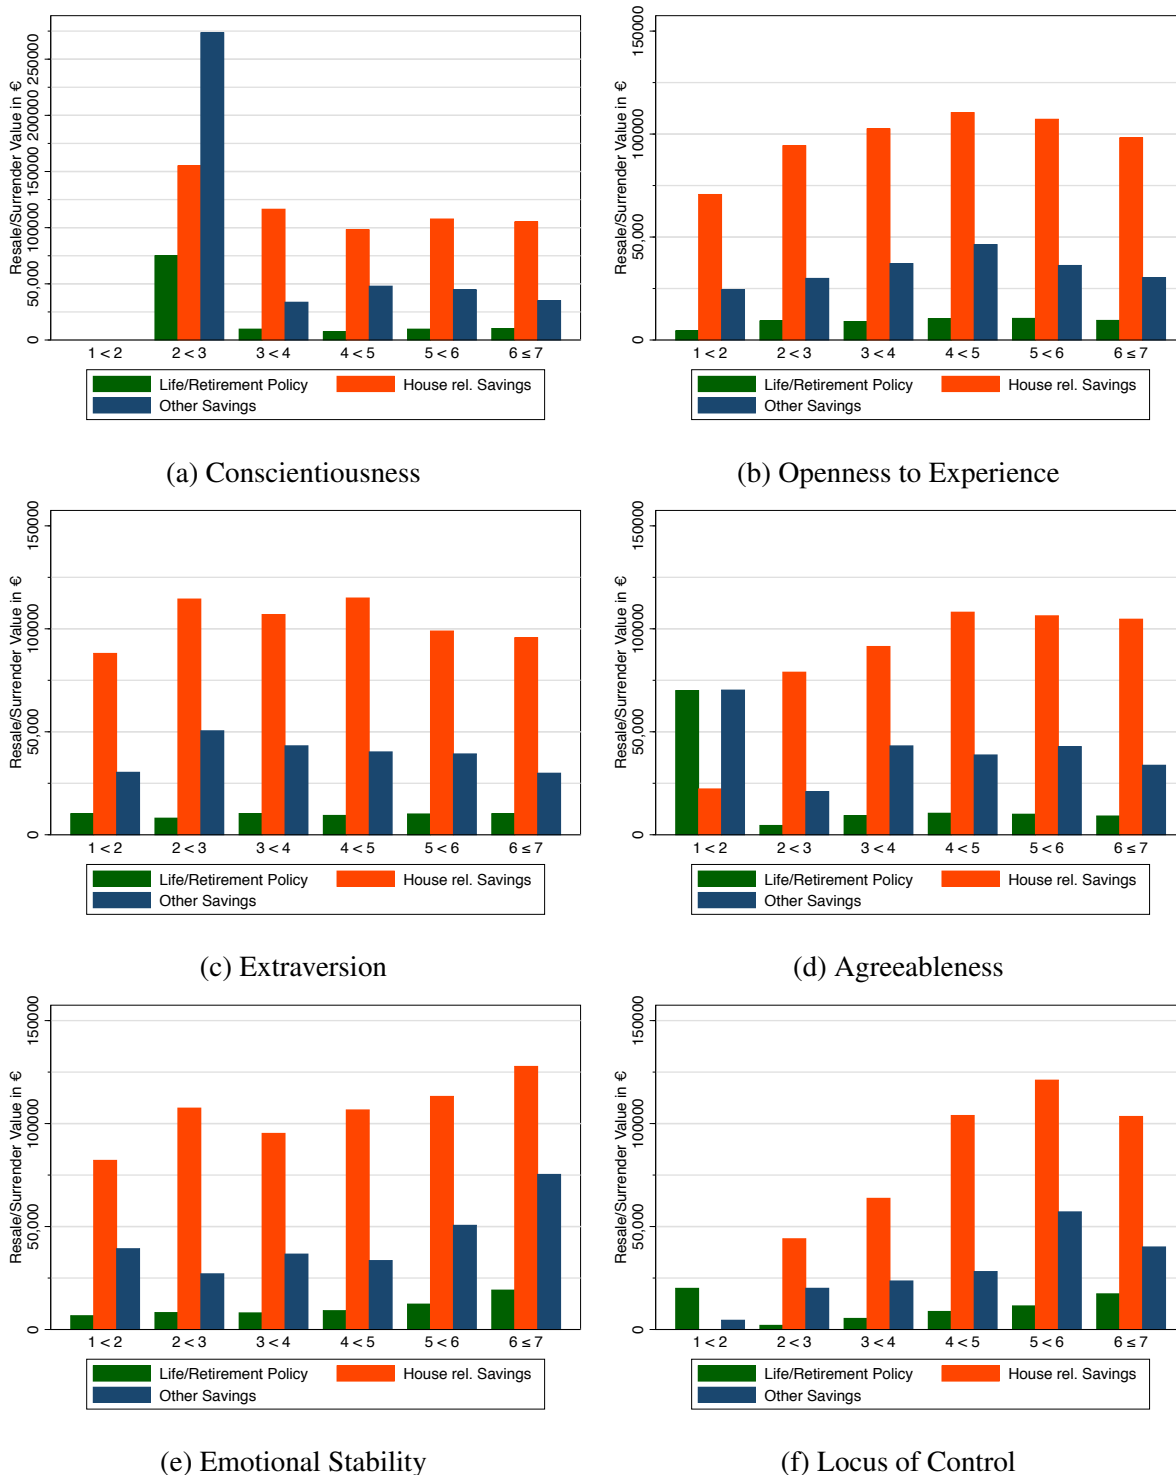 Resale/Surrender Value in €
250000
200000
150000
100000
50,000
0
1 < 2 2 < 3 3 < 4 4 < 5 5 < 6 6 ≤ 7
Life/Retirement Policy House rel. Savings
Other Savings
(a) Conscientiousness
Resale/Surrender Value in €
150000
100000
50,000
0
1 < 2 2 < 3 3 < 4 4 < 5 5 < 6 6 ≤ 7
Life/Retirement Policy House rel. Savings
Other Savings
(b) Openness to Experience
Resale/Surrender Value in €
150000
100000
50,000
0
1 < 2 2 < 3 3 < 4 4 < 5 5 < 6 6 ≤ 7
Life/Retirement Policy House rel. Savings
Other Savings
(c) Extraversion
Resale/Surrender Value in €
150000
100000
50,000
0
1 < 2 2 < 3 3 < 4 4 < 5 5 < 6 6 ≤ 7
Life/Retirement Policy House rel. Savings
Other Savings
(d) Agreeableness
Resale/Surrender Value in €
150000
100000
50,000
0
1 < 2 2 < 3 3 < 4 4 < 5 5 < 6 6 ≤ 7
Life/Retirement Policy House rel. Savings
Other Savings
(e) Emotional Stability
Resale/Surrender Value in €
150000
100000
50,000
0
1 < 2 2 < 3 3 < 4 4 < 5 5 < 6 6 ≤ 7
Life/Retirement Policy House rel. Savings
Other Savings
(f) Locus of Control